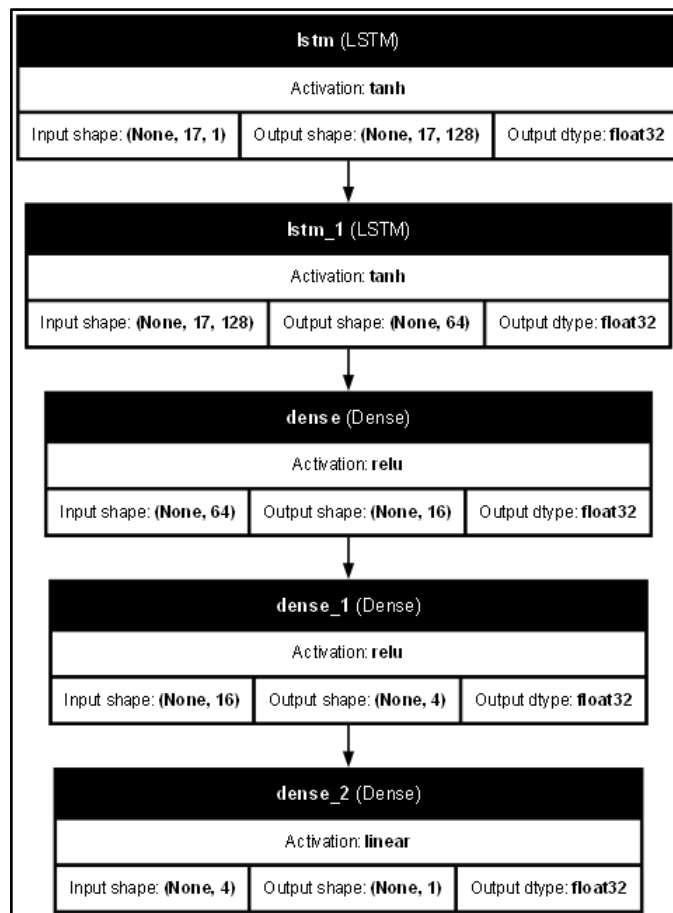 lstm (LSTM)
Activation: tanh
Input shape: (None, 17, 1) Output shape: (None, 17, 128) Output dtype: float32
lstm_1 (LSTM)
Activation: tanh
Input shape: (None, 17, 128) Output shape: (None, 64) Output dtype: float32
dense (Dense)
Activation: relu
Input shape: (None, 64) Output shape: (None, 16) Output dtype: float32
dense_1 (Dense)
Activation: relu
Input shape: (None, 16) Output shape: (None, 4) Output dtype: float32
dense_2 (Dense)
Activation: linear
Input shape: (None, 4) Output shape: (None, 1) Output dtype: float32